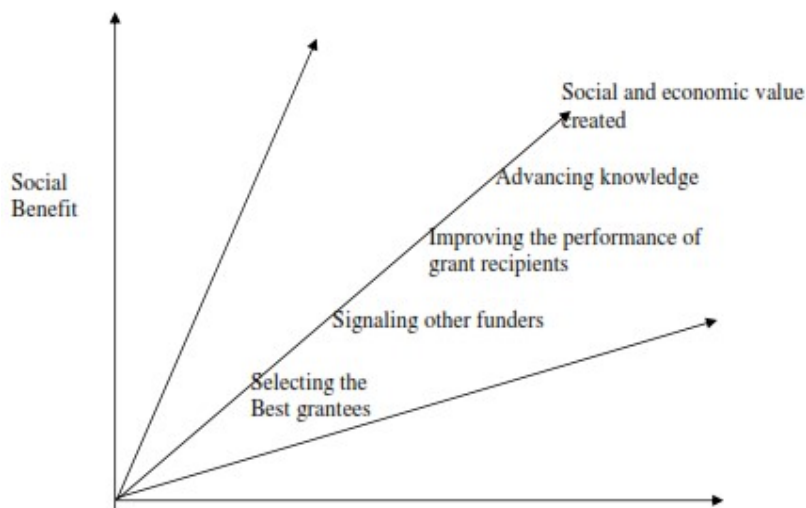 Social and economic value
created
Advancing knowledge
Social
Benefit
Improving the performance of
grant recipients
Signaling other funders
Selecting the
Best grantees